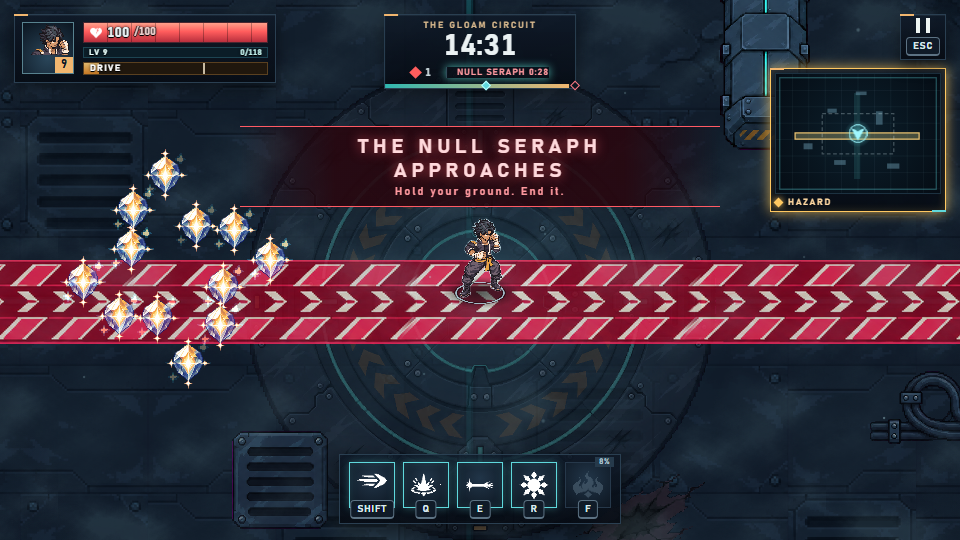 100 /100
LV 9
0/118
9
DRIVE
THE GLOAM CIRCUIT
14:31
1
NULL SERAPH 0:28
ESC
HAZARD
THE NULL SERAPH
APPROACHES
Hold your ground. End it.
8%
SHIFT
Q
E
R
F